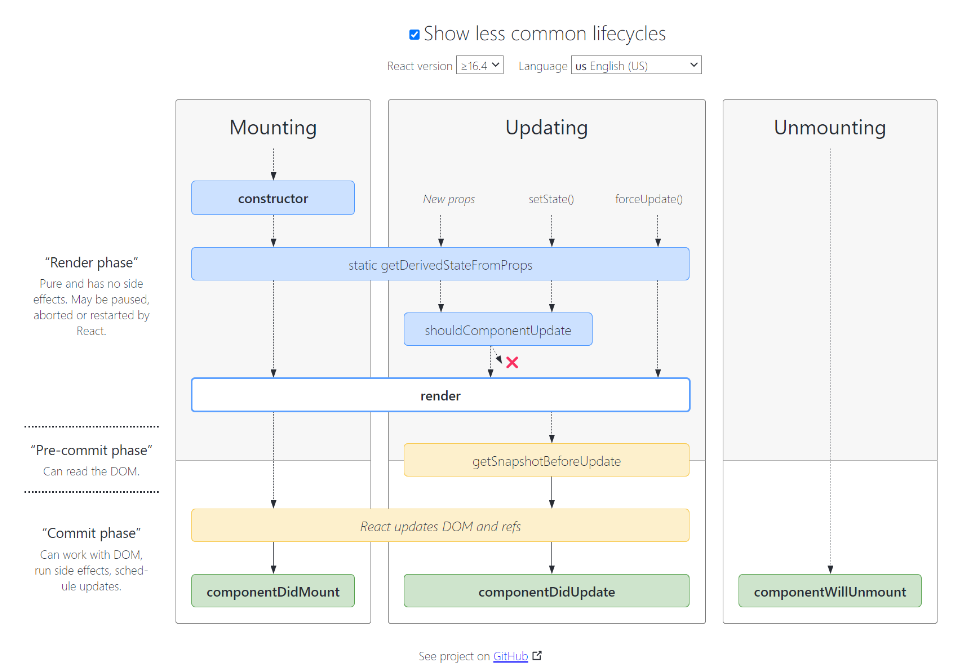 Show less common lifecycles
React version ≥16.4 Language us English (US)
Mounting
Updating
Unmounting
constructor
New props
setState()
forceUpdate()
“Render phase”
Pure and has no side
effects. May be paused,
aborted or restarted by
React.
static getDerivedStateFromProps
shouldComponentUpdate
render
“Pre-commit phase”
Can read the DOM.
getSnapshotBeforeUpdate
“Commit phase”
Can work with DOM,
run side effects, sched-
ule updates.
React updates DOM and refs
componentDidMount
componentDidUpdate
componentWillUnmount
See project on GitHub